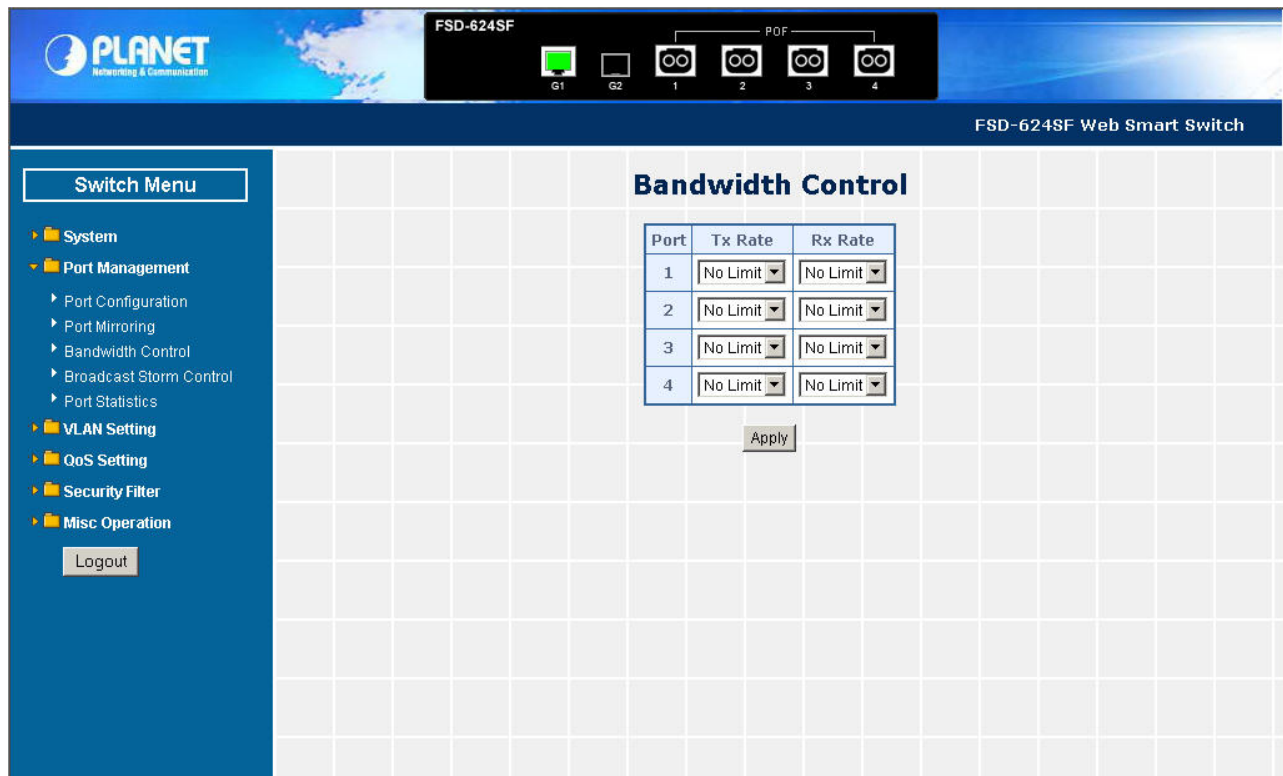 PLANET
Networking & Communication
FSD-624SF
POF
G1 G2 1 2 3 4
FSD-624SF Web Smart Switch
Switch Menu
System
Port Management
Port Configuration
Port Mirroring
Bandwidth Control
Broadcast Storm Control
Port Statistics
VLAN Setting
QoS Setting
Security Filter
Misc Operation
Logout
Bandwidth Control
Port Tx Rate Rx Rate
1 No Limit No Limit
2 No Limit No Limit
3 No Limit No Limit
4 No Limit No Limit
Apply